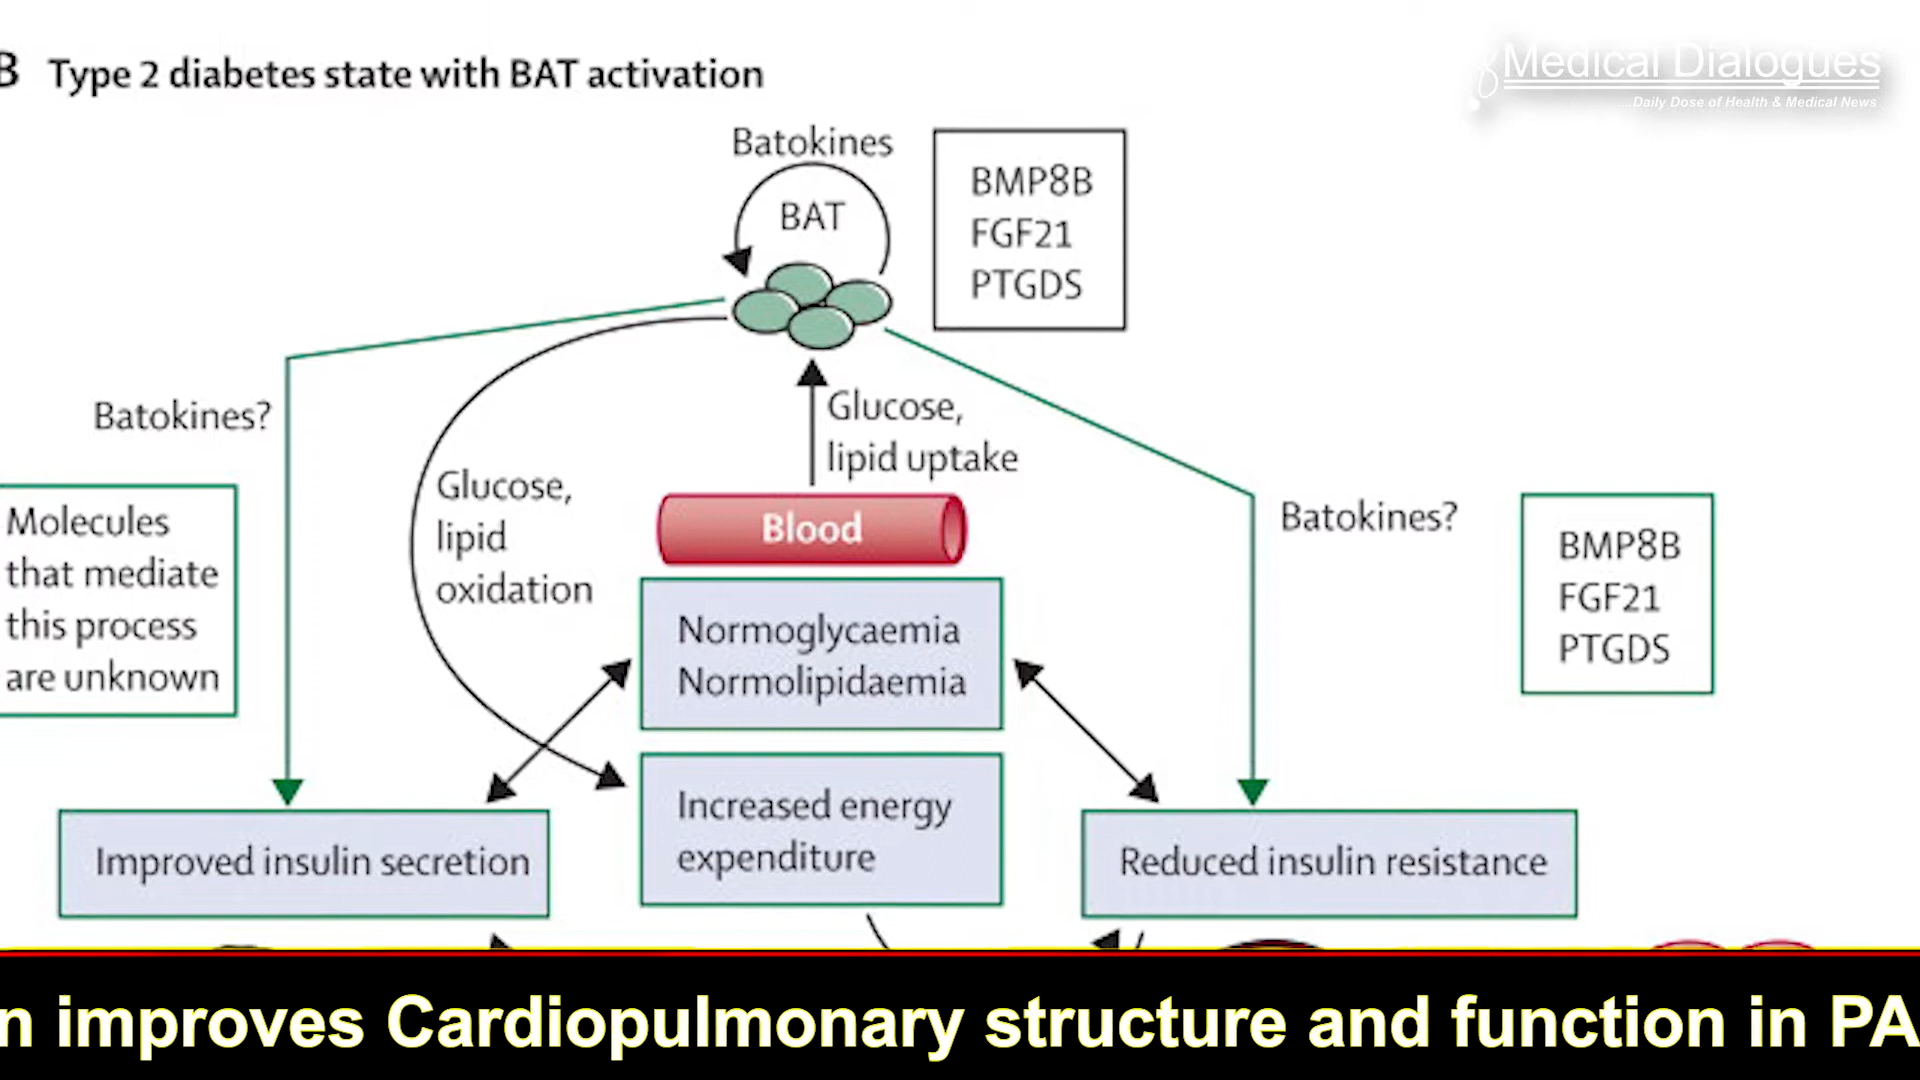 B Type 2 diabetes state with BAT activation
Medical Dialogues
....Daily Dose of Health & Medical News
Batokines
BAT
BMP8B
FGF21
PTGDS
Batokines?
Glucose,
lipid uptake
Glucose,
lipid
oxidation
Blood
Batokines?
Molecules
that mediate
this process
are unknown
BMP8B
FGF21
PTGDS
Normoglycaemia
Normolipidaemia
Increased energy
expenditure
Improved insulin secretion
Reduced insulin resistance
n improves Cardiopulmonary structure and function in PA